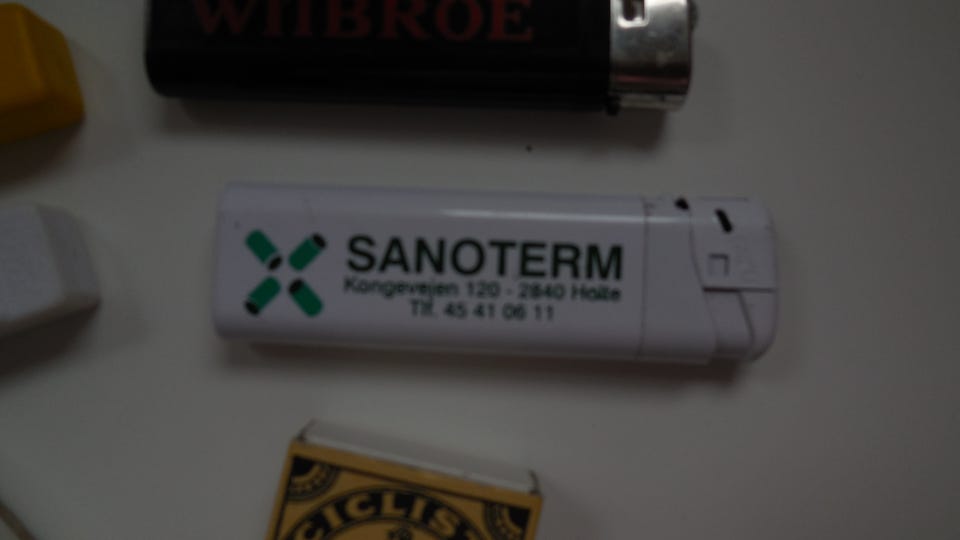 WIIBROE
SANOTERM
Kongevejen 120 - 2840 Holte
Tlf. 45 41 06 11
CICLIS